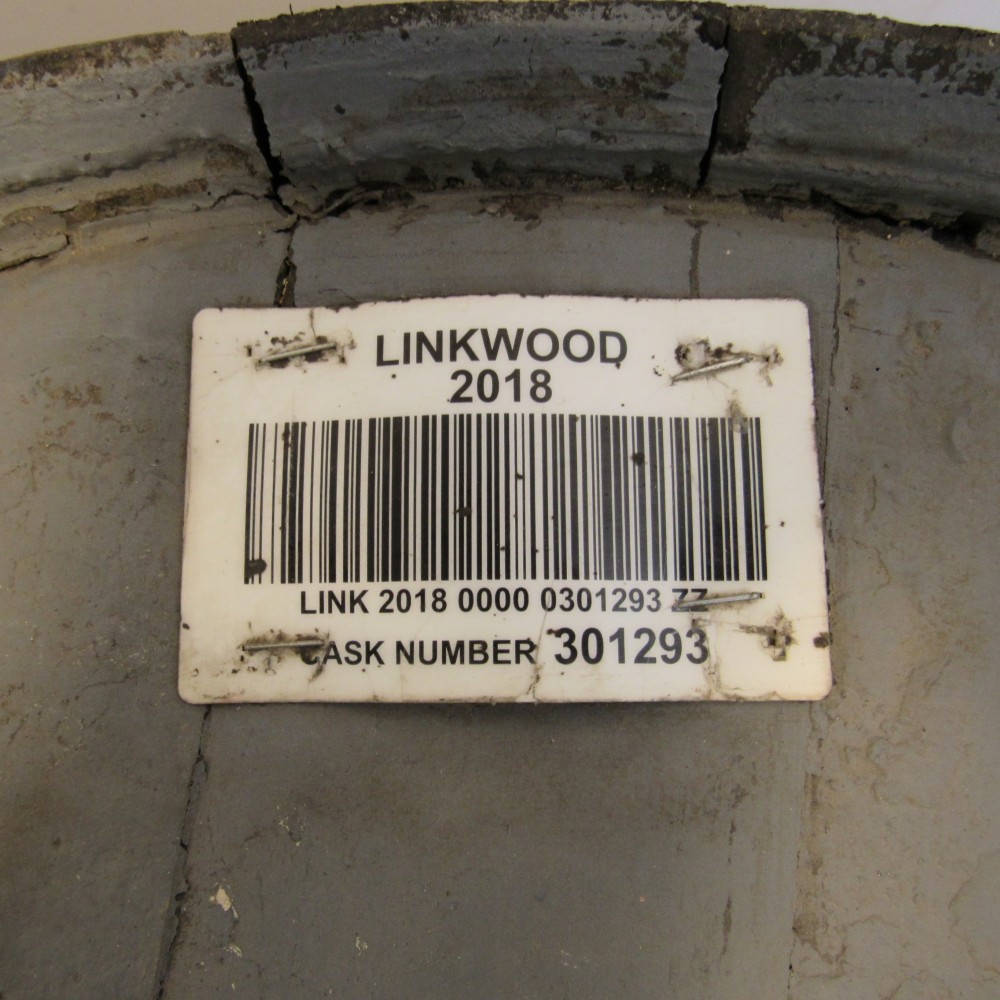 LINKWOOD
2018
LINK 2018 0000 0301293 ZZ
CASK NUMBER 301293